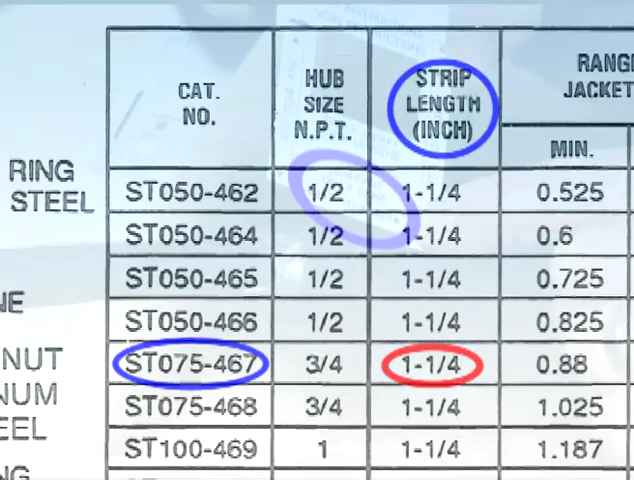 CAT. NO.
HUB SIZE N.P.T.
STRIP LENGTH (INCH)
RANG
JACKET
MIN.
RING
STEEL
ST050-462 1/2 1-1/4 0.525
ST050-464 1/2 1-1/4 0.6
ST050-465 1/2 1-1/4 0.725
NE
ST050-466 1/2 1-1/4 0.825
NUT
ST075-467 3/4 1-1/4 0.88
NUM
ST075-468 3/4 1-1/4 1.025
EEL
ST100-469 1 1-1/4 1.187
NG